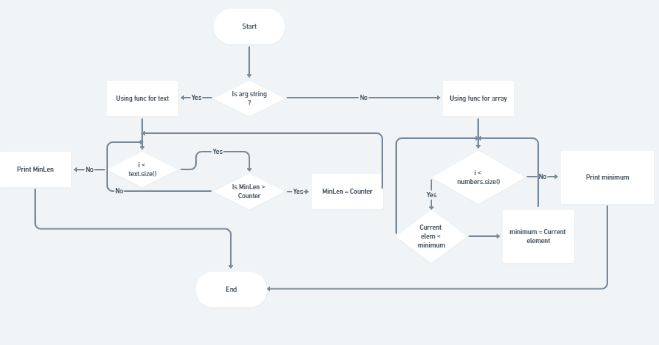 Start
Is arg string
?
Yes
No
Using func for text
Using func for array
i <
text.size()
Yes
No
No
Print MinLen
Is MinLen >
Counter
Yes
MinLen = Counter
i <
numbers.size()
No
Print minimum
Yes
Current
elem <
minimum
minimum = Current
element
End